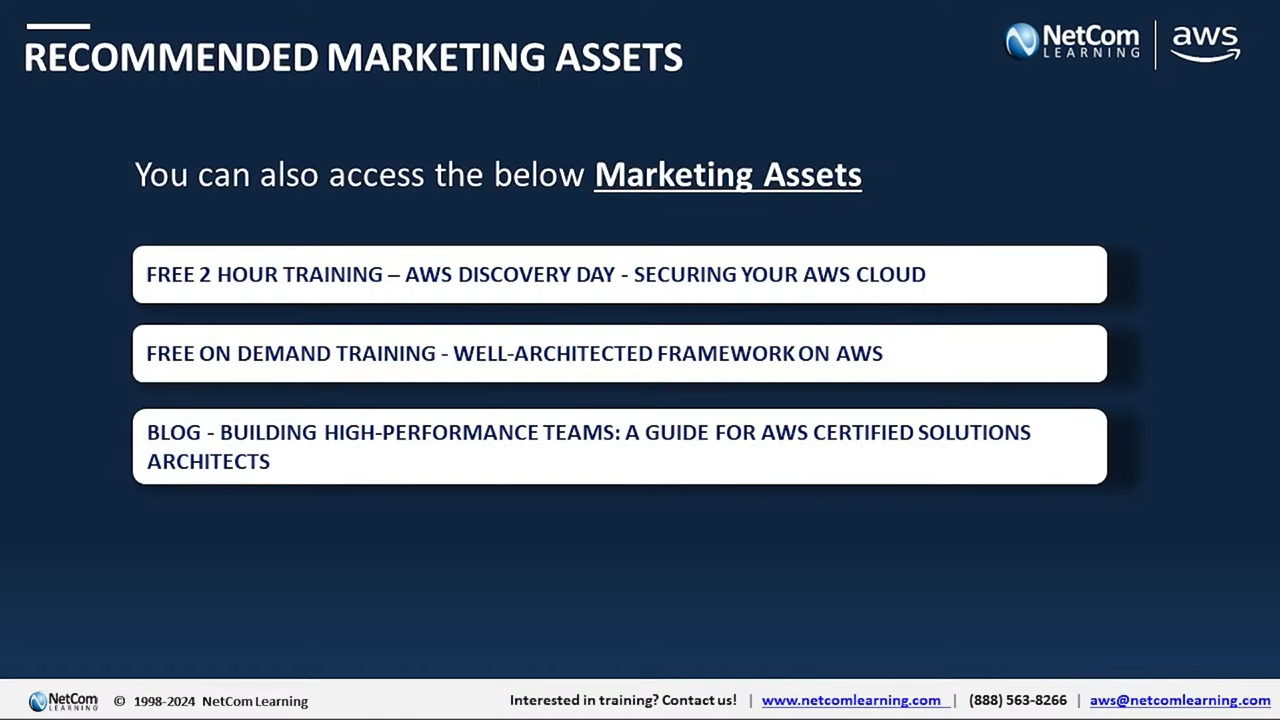 RECOMMENDED MARKETING ASSETS
NetCom
LEARNING
aws
You can also access the below Marketing Assets
FREE 2 HOUR TRAINING – AWS DISCOVERY DAY - SECURING YOUR AWS CLOUD
FREE ON DEMAND TRAINING - WELL-ARCHITECTED FRAMEWORK ON AWS
BLOG - BUILDING HIGH-PERFORMANCE TEAMS: A GUIDE FOR AWS CERTIFIED SOLUTIONS
ARCHITECTS
NetCom
LEARNING
© 1998-2024 NetCom Learning
Interested in training? Contact us! | www.netcomlearning.com | (888) 563-8266 | aws@netcomlearning.com